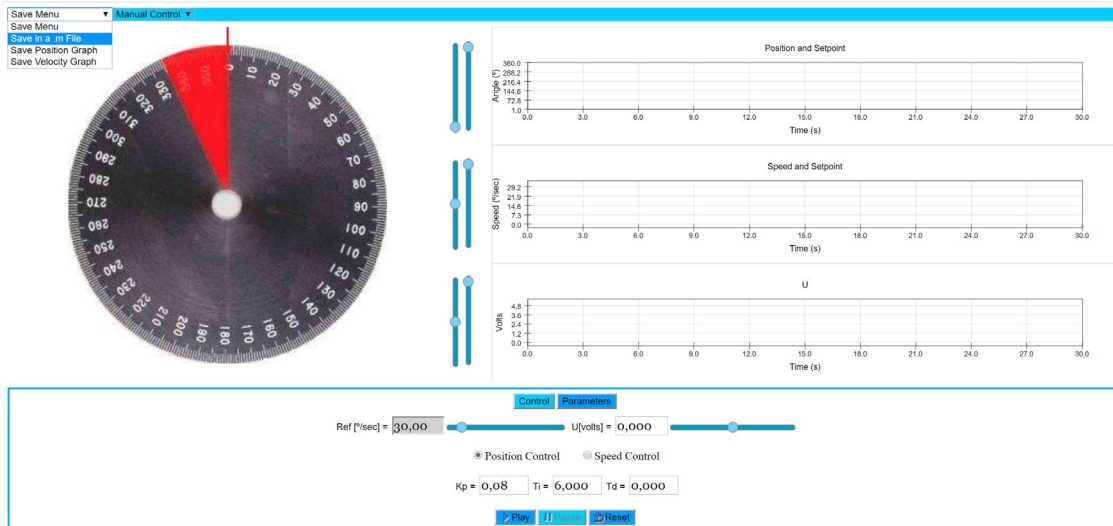 Save Menu ▼ Manual Control ▼
Save Menu
Save in a .m File
Save Position Graph
Save Velocity Graph
0 10 20 30 40 50 60 70 80 90 100 110 120 130 140 150 160 170 180 190 200 210 220 230 240 250 260 270 280 290 300 310 320 330 340 350
Position and Setpoint
Angle (º)
360.0
288.2
216.4
144.6
72.8
1.0
0.0 3.0 6.0 9.0 12.0 15.0 18.0 21.0 24.0 27.0 30.0
Time (s)
Speed and Setpoint
Speed (º/sec)
29.2
21.9
14.6
7.3
0.0
0.0 3.0 6.0 9.0 12.0 15.0 18.0 21.0 24.0 27.0 30.0
Time (s)
U
Volts
4.8
3.6
2.4
1.2
0.0
0.0 3.0 6.0 9.0 12.0 15.0 18.0 21.0 24.0 27.0 30.0
Time (s)
Control Parameters
Ref [º/sec] = 30,00 U[volts] = 0,000
Position Control Speed Control
Kp = 0,08 Ti = 6,000 Td = 0,000
Play Pause Reset